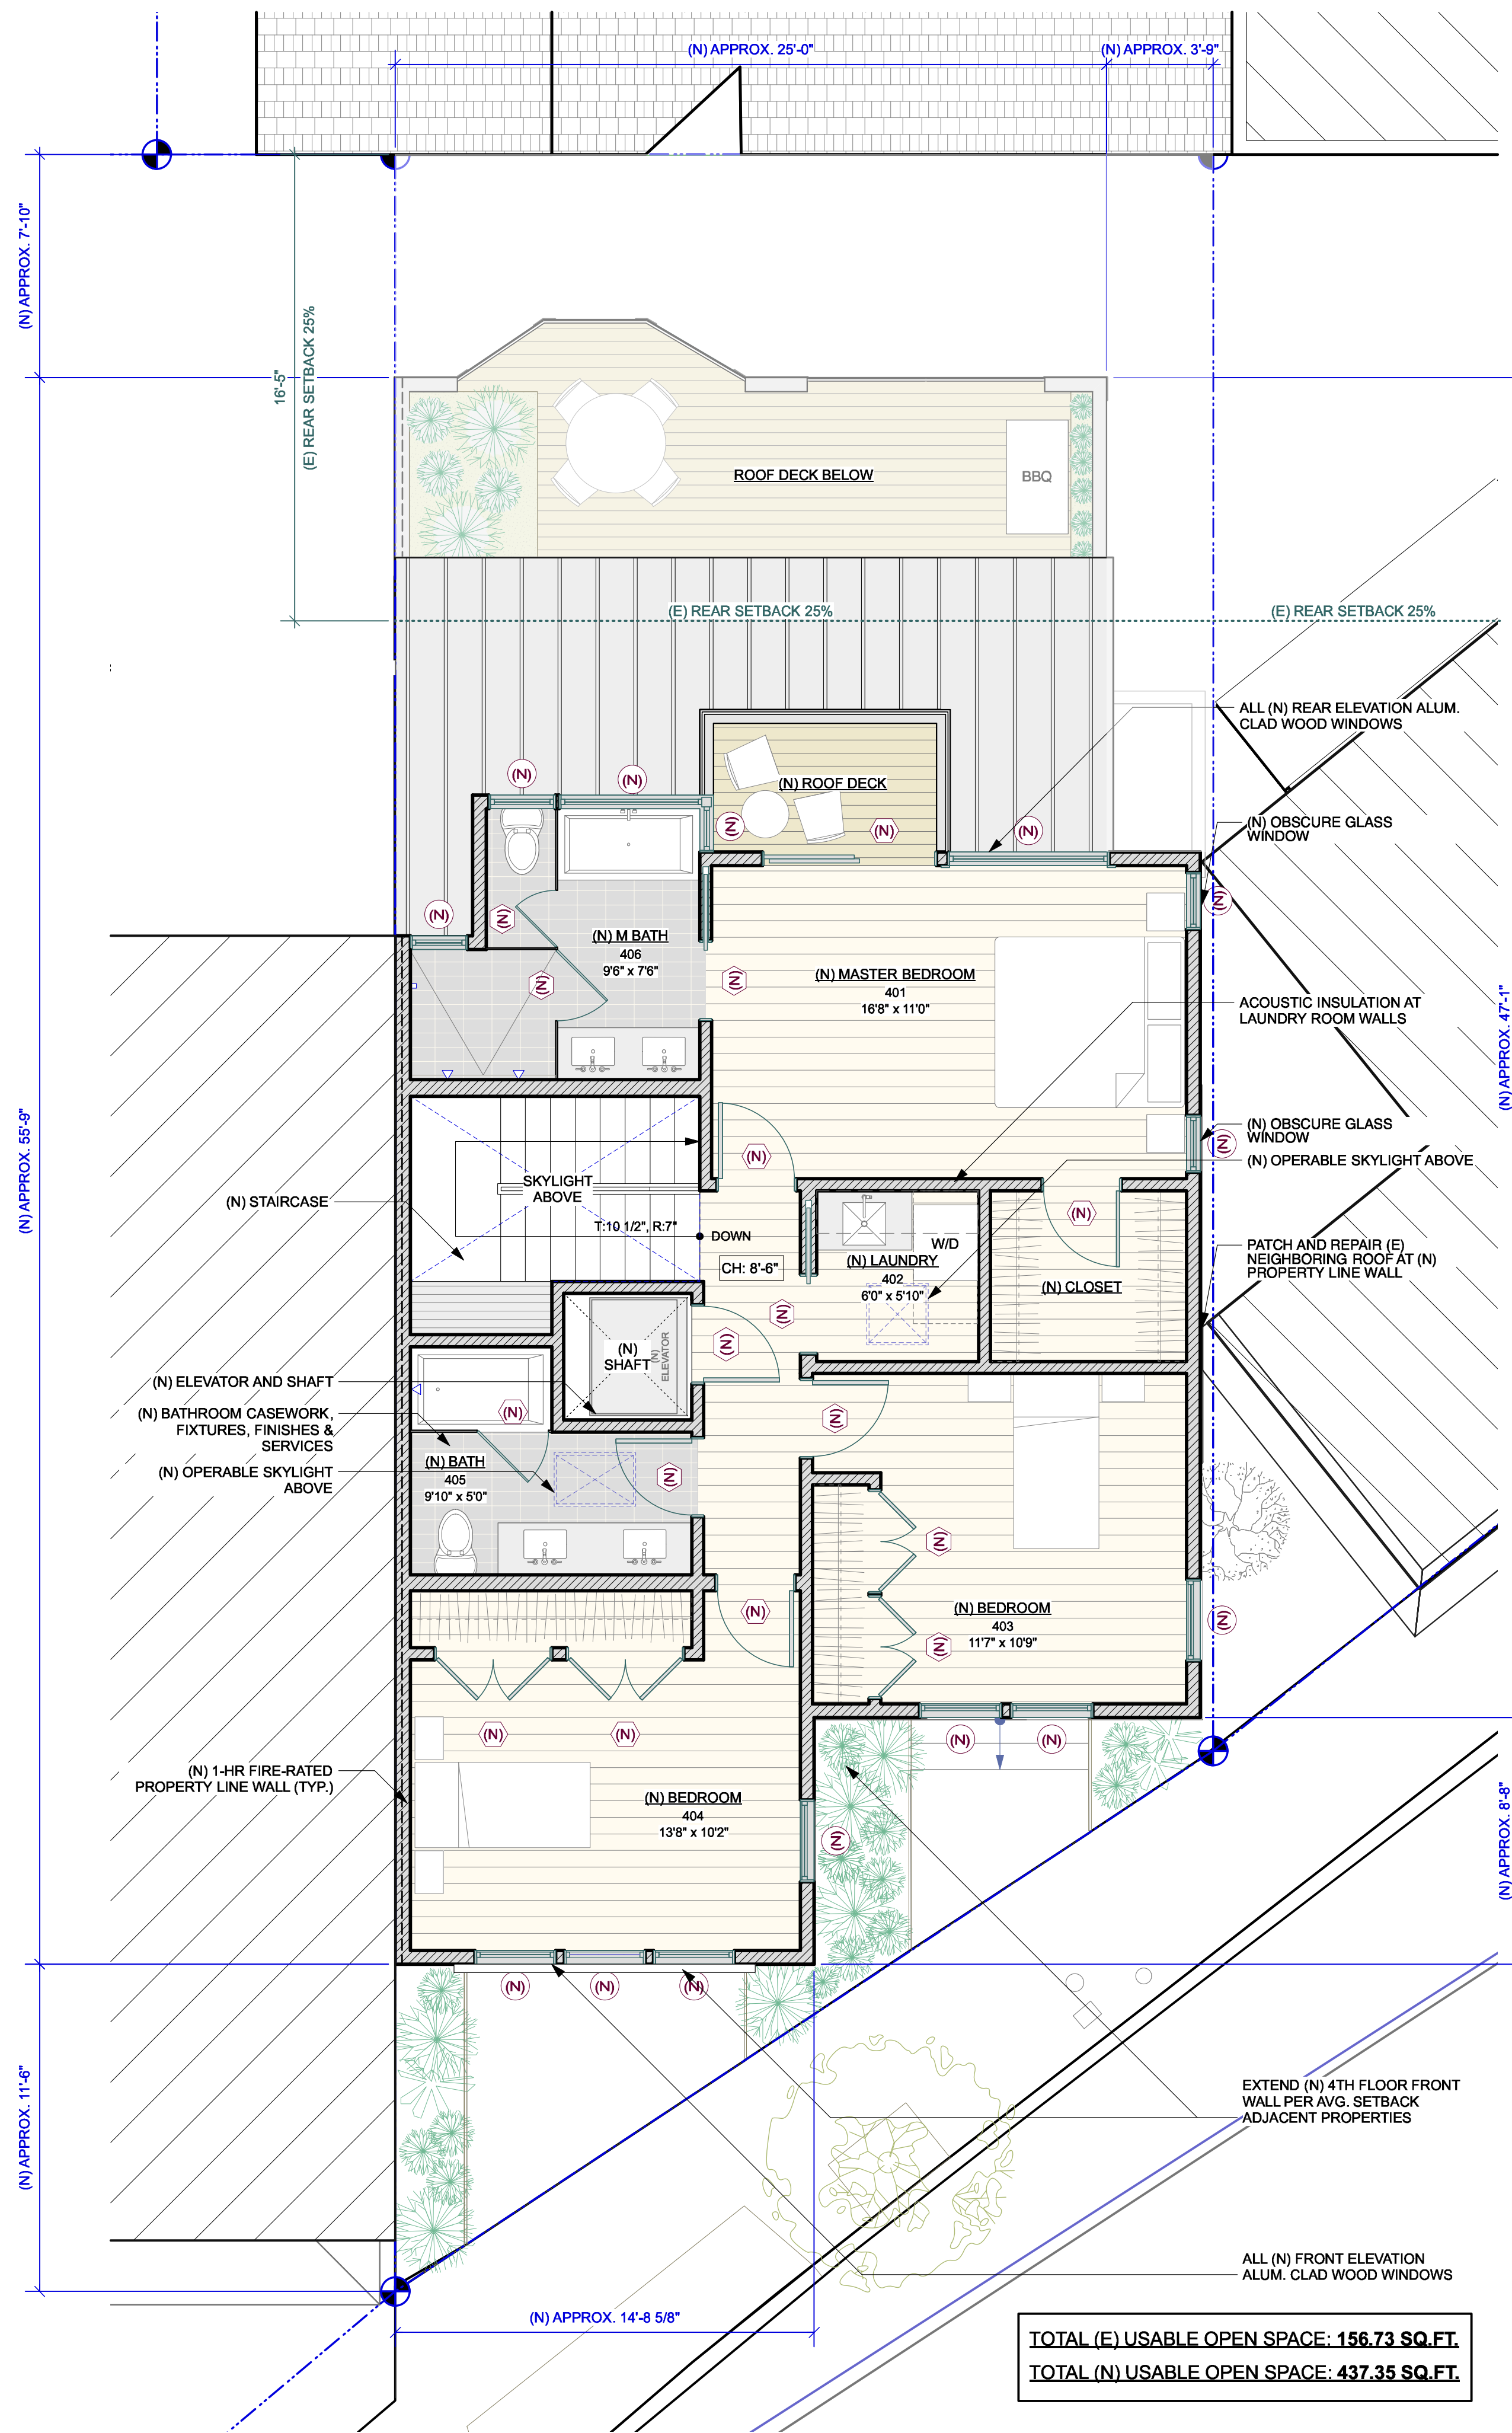 (N) APPROX. 25'-0"
(N) APPROX. 3'-9"
(N) APPROX. 7'-10"
16'-5"
(E) REAR SETBACK 25%
ROOF DECK BELOW
BBQ
(E) REAR SETBACK 25%
(E) REAR SETBACK 25%
ALL (N) REAR ELEVATION ALUM.
CLAD WOOD WINDOWS
(N)
(N)
(N) ROOF DECK
(N)
(N)
(N)
(N) OBSCURE GLASS
WINDOW
(N)
(N)
(N)
(N) M BATH
406
9'6" x 7'6"
(N)
(N)
(N) MASTER BEDROOM
401
16'8" x 11'0"
ACOUSTIC INSULATION AT
LAUNDRY ROOM WALLS
(N) APPROX. 47'-1"
(N) APPROX. 55'-9"
(N) OBSCURE GLASS
WINDOW
(N)
(N)
(N) OPERABLE SKYLIGHT ABOVE
SKYLIGHT
ABOVE
(N) STAIRCASE
T:10 1/2", R:7"
DOWN
CH: 8'-6"
W/D
(N) LAUNDRY
402
6'0" x 5'10"
(N)
(N) CLOSET
PATCH AND REPAIR (E)
NEIGHBORING ROOF AT (N)
PROPERTY LINE WALL
(N)
(N)
(N)
SHAFT
(N)
ELEVATOR
(N) ELEVATOR AND SHAFT
(N) BATHROOM CASEWORK,
FIXTURES, FINISHES &
SERVICES
(N) OPERABLE SKYLIGHT
ABOVE
(N)
(N)
(N) BATH
405
9'10" x 5'0"
(N)
(N)
(N)
(N) BEDROOM
403
11'7" x 10'9"
(N)
(N)
(N)
(N)
(N)
(N)
(N)
(N) 1-HR FIRE-RATED
PROPERTY LINE WALL (TYP.)
(N) BEDROOM
404
13'8" x 10'2"
(N)
(N) APPROX. 8'-8"
(N)
(N)
(N)
(N) APPROX. 11'-6"
EXTEND (N) 4TH FLOOR FRONT
WALL PER AVG. SETBACK
ADJACENT PROPERTIES
ALL (N) FRONT ELEVATION
ALUM. CLAD WOOD WINDOWS
(N) APPROX. 14'-8 5/8"
TOTAL (E) USABLE OPEN SPACE: 156.73 SQ.FT.
TOTAL (N) USABLE OPEN SPACE: 437.35 SQ.FT.